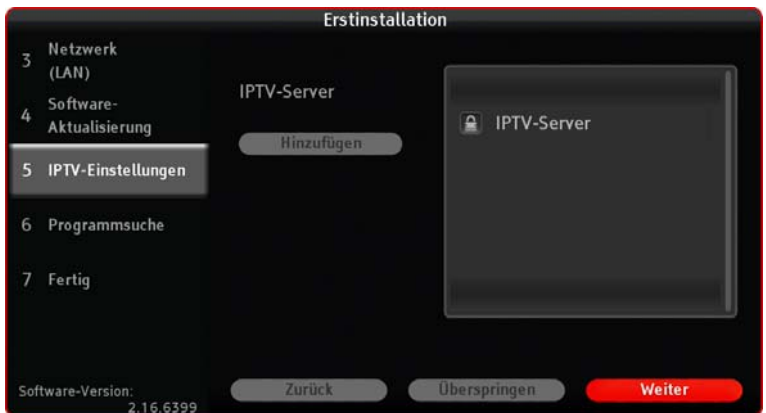 Erstinstallation
3 Netzwerk
(LAN)
4 Software-
Aktualisierung
5 IPTV-Einstellungen
6 Programmsuche
7 Fertig
Software-Version:
2.16.6399
IPTV-Server
Hinzufügen
IPTV-Server
Zurück
Überspringen
Weiter